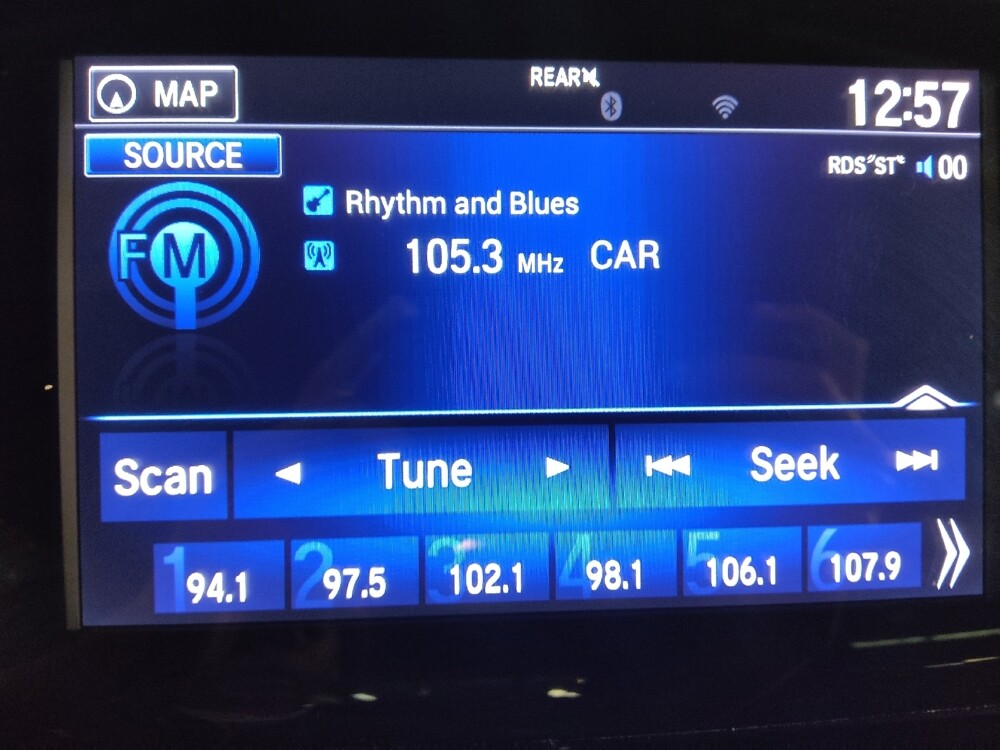 MAP
REAR
12:57
SOURCE
RDS ST 00
FM
Rhythm and Blues
105.3 MHz CAR
Scan
Tune
Seek
1 94.1
2 97.5
3 102.1
4 98.1
5 106.1
6 107.9